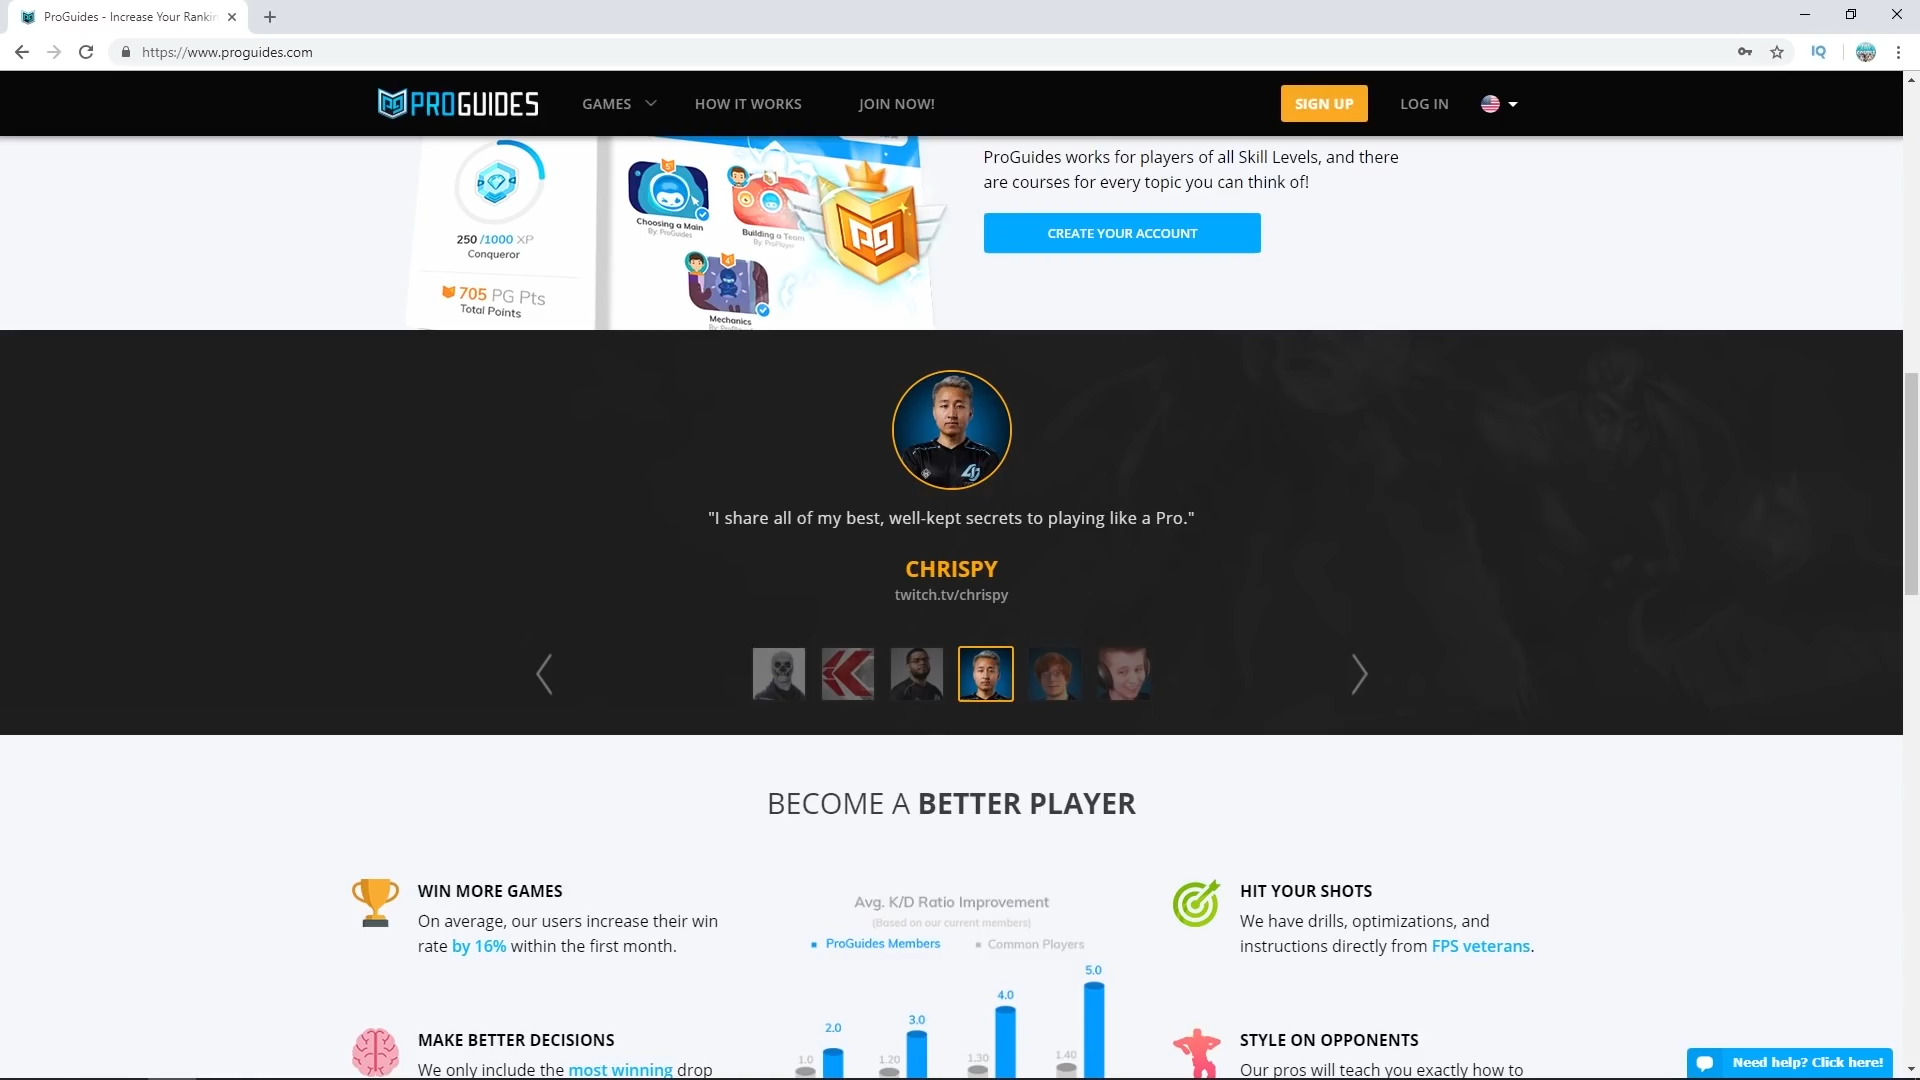 ProGuides - Increase Your Rankin
https://www.proguides.com
IQ
PROGUIDES
GAMES
HOW IT WORKS
JOIN NOW!
SIGN UP
LOG IN
250 /1000 XP
Conqueror
705 PG Pts
Total Points
Choosing a Main
By: ProGuides
Building a Team
By: ProPlayer
Mechanics
ProGuides works for players of all Skill Levels, and there
are courses for every topic you can think of!
CREATE YOUR ACCOUNT
"I share all of my best, well-kept secrets to playing like a Pro."
CHRISPY
twitch.tv/chrispy
BECOME A BETTER PLAYER
WIN MORE GAMES
On average, our users increase their win
rate by 16% within the first month.
MAKE BETTER DECISIONS
We only include the most winning drop
Avg. K/D Ratio Improvement
(Based on our current members)
ProGuides Members
Common Players
1.0
2.0
1.20
3.0
1.30
4.0
1.40
5.0
HIT YOUR SHOTS
We have drills, optimizations, and
instructions directly from FPS veterans.
STYLE ON OPPONENTS
Our pros will teach you exactly how to
Need help? Click here!